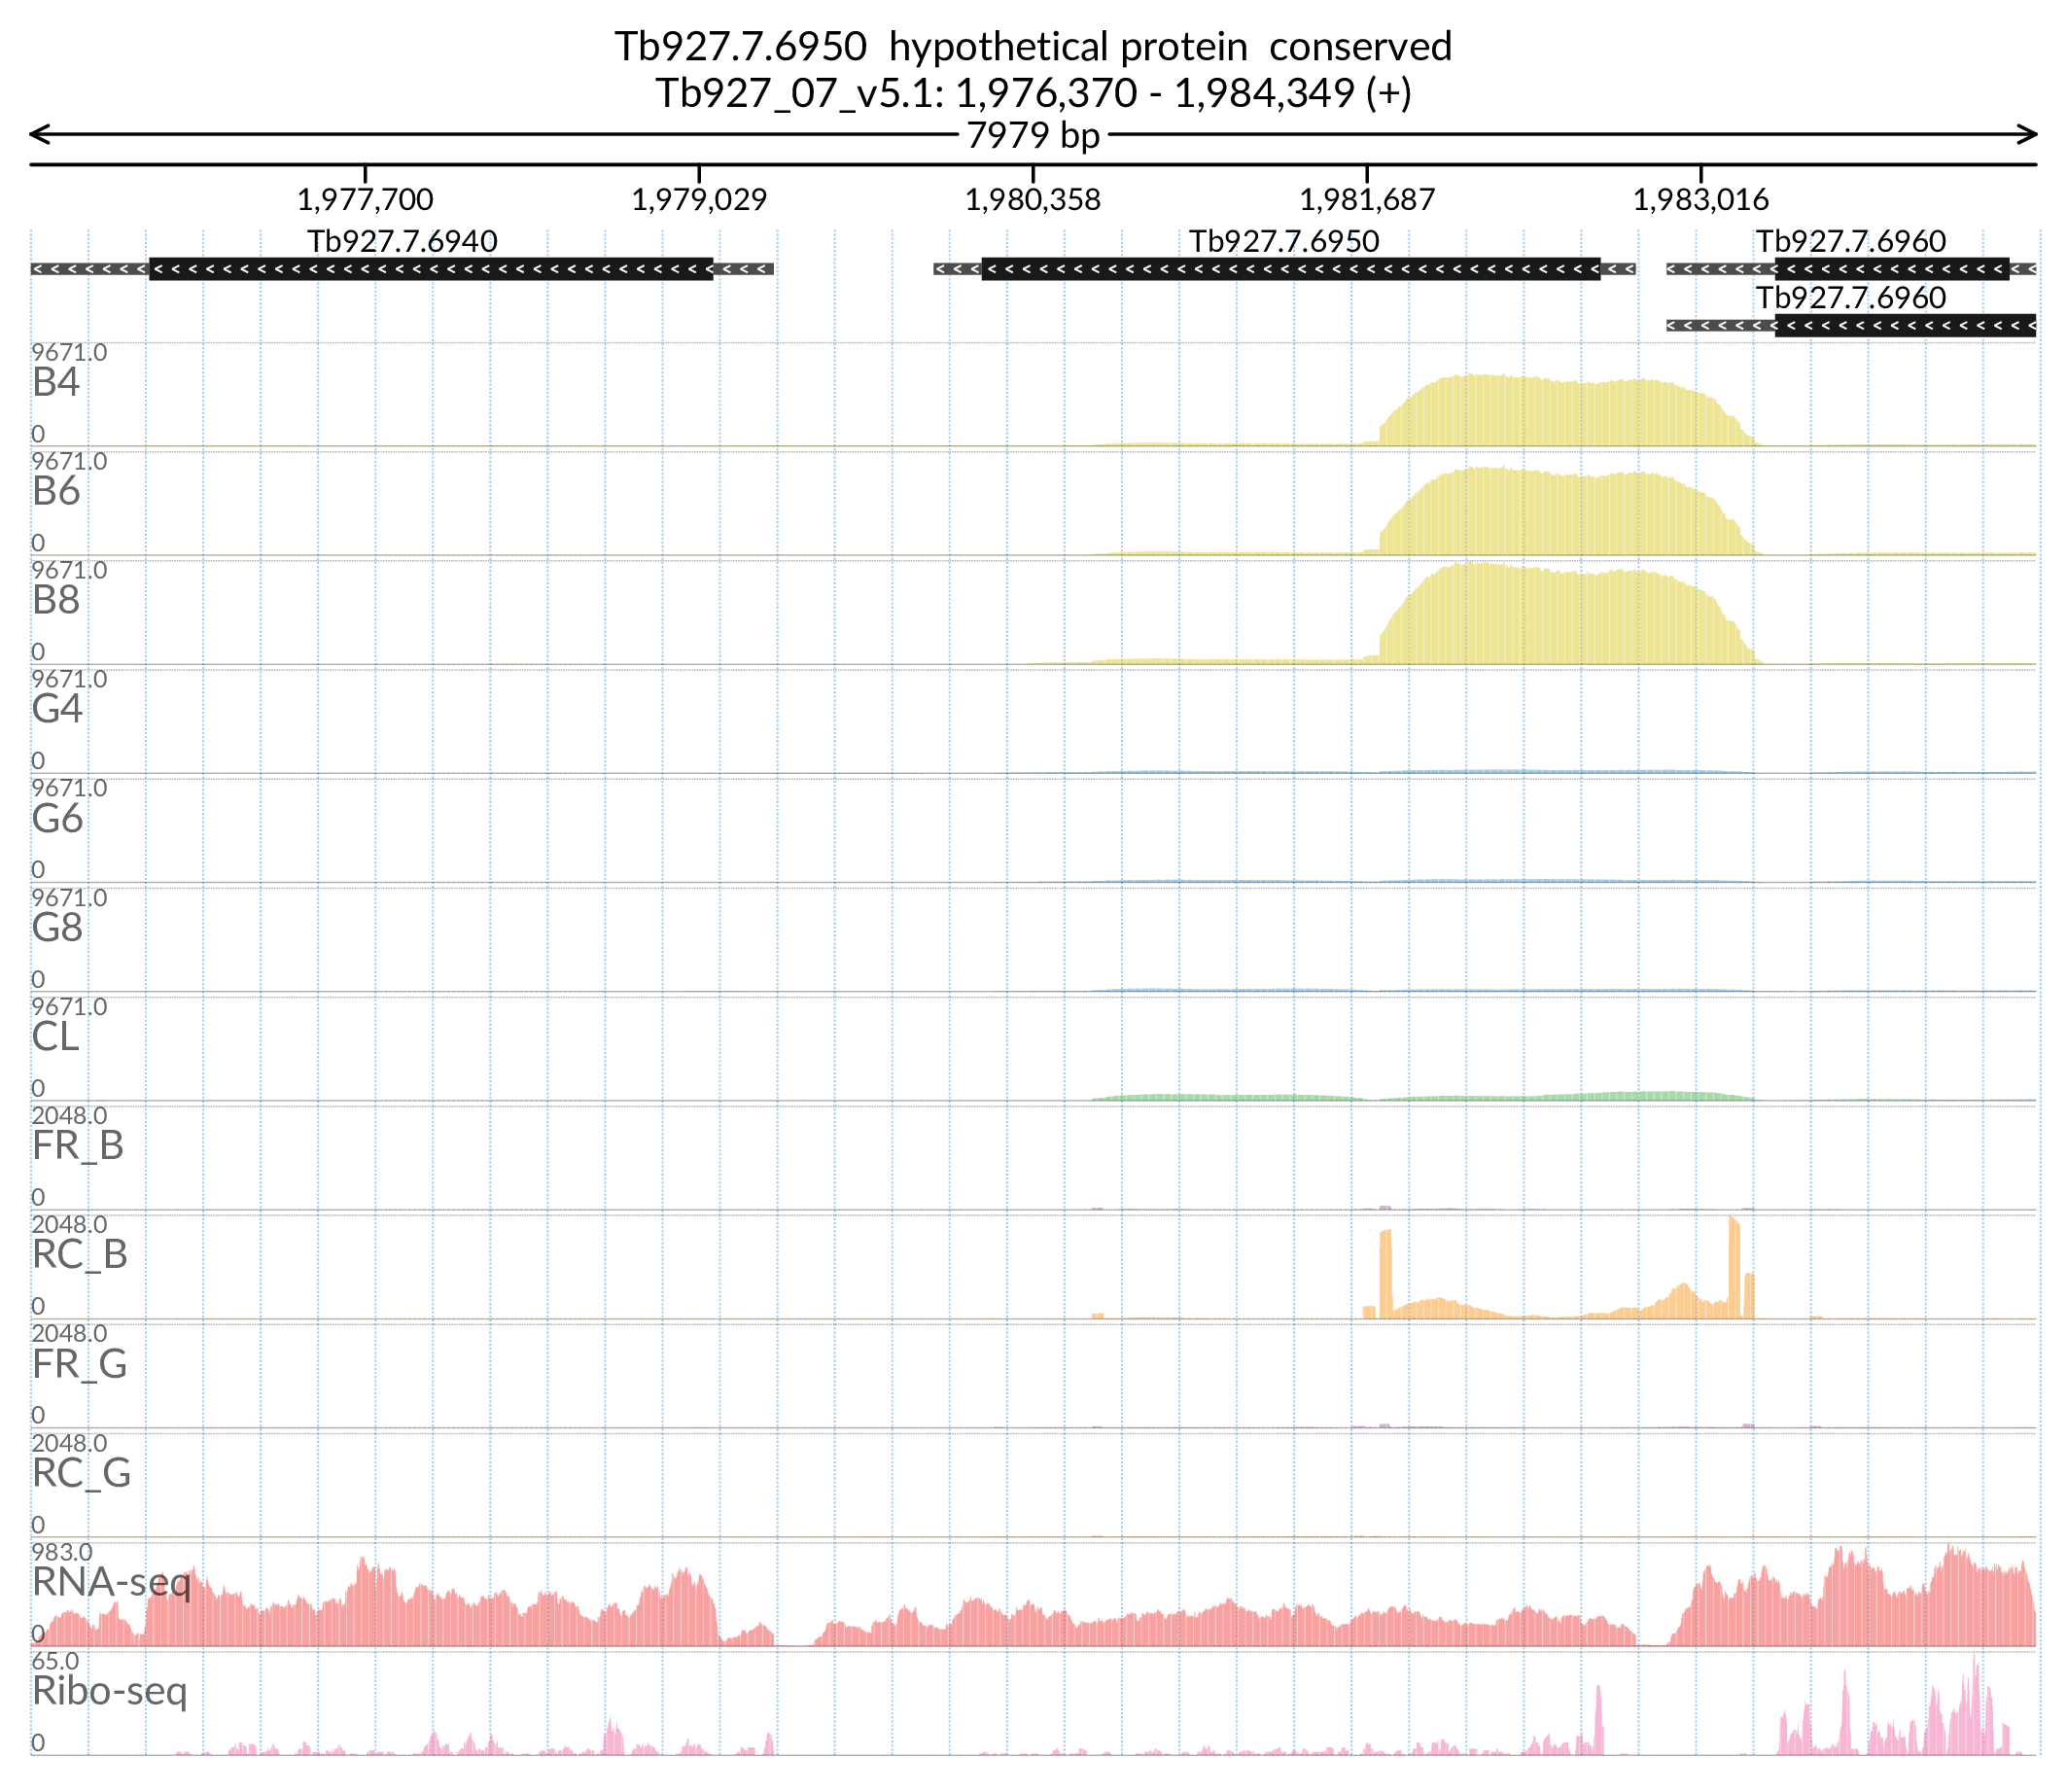 Tb927.7.6950  hypothetical protein  conserved
Tb927_07_v5.1: 1,976,370 - 1,984,349 (+)
7979 bp
1,977,700 1,979,029 1,980,358 1,981,687 1,983,016
Tb927.7.6940 Tb927.7.6950 Tb927.7.6960
Tb927.7.6960
9671.0
B4
0
9671.0
B6
0
9671.0
B8
0
9671.0
G4
0
9671.0
G6
0
9671.0
G8
0
9671.0
CL
0
2048.0
FR_B
0
2048.0
RC_B
0
2048.0
FR_G
0
2048.0
RC_G
0
983.0
RNA-seq
0
65.0
Ribo-seq
0